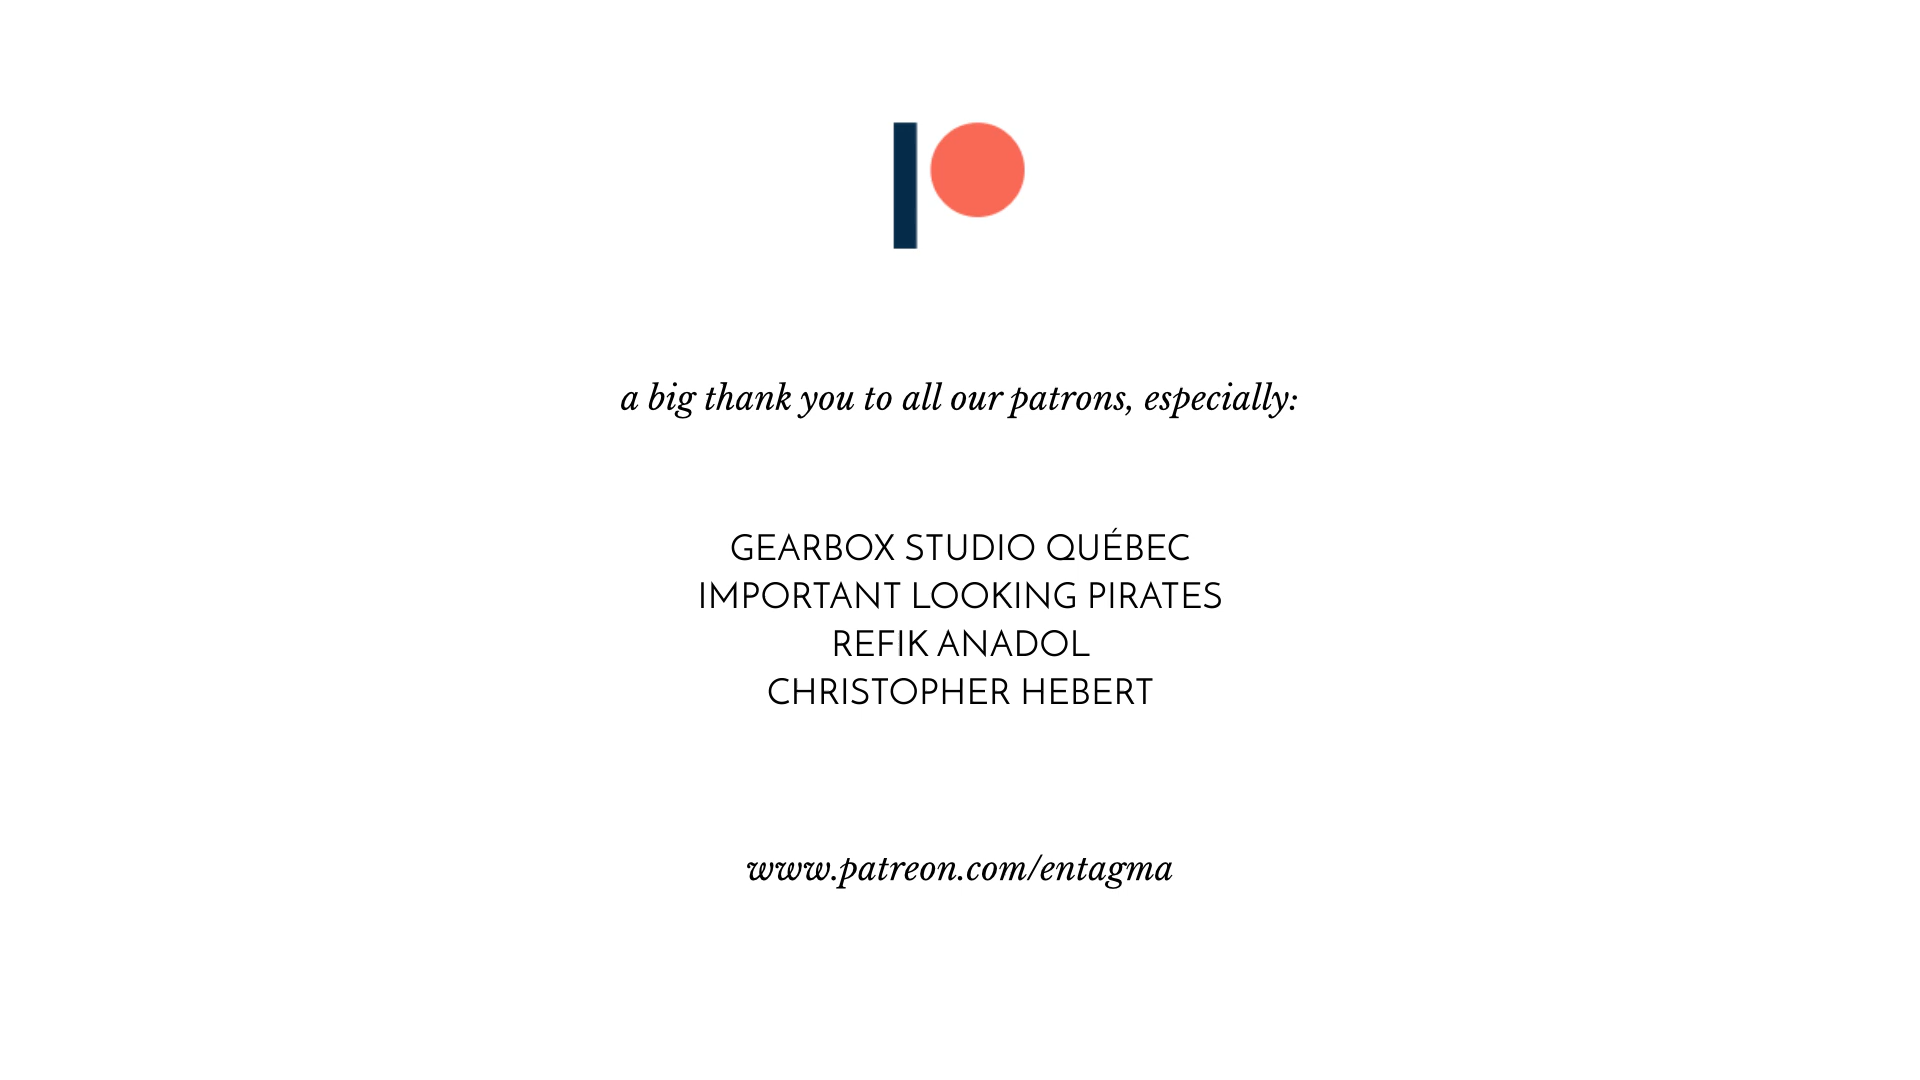 a big thank you to all our patrons, especially:
GEARBOX STUDIO QUÉBEC
IMPORTANT LOOKING PIRATES
REFIK ANADOL
CHRISTOPHER HEBERT
www.patreon.com/entagma